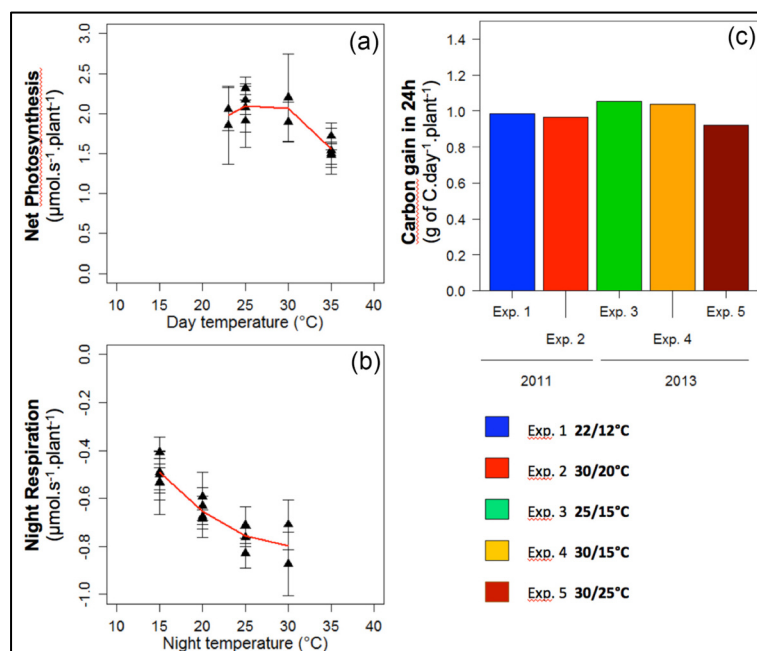 (a)
Net Photosynthesis
(µmol.s⁻¹.plant⁻¹)
3.0
2.5
2.0
1.5
1.0
0.5
0.0
10 15 20 25 30 35 40
Day temperature (°C)
(b)
Night Respiration
(µmol.s⁻¹.plant⁻¹)
0.0
-0.2
-0.4
-0.6
-0.8
-1.0
10 15 20 25 30 35 40
Night temperature (°C)
(c)
Carbon gain in 24h
(g of C.day⁻¹.plant⁻¹)
1.4
1.2
1.0
0.8
0.6
0.4
0.2
0.0
Exp. 1 Exp. 3 Exp. 5
Exp. 2 Exp. 4
2011 2013
Exp. 1 22/12°C
Exp. 2 30/20°C
Exp. 3 25/15°C
Exp. 4 30/15°C
Exp. 5 30/25°C